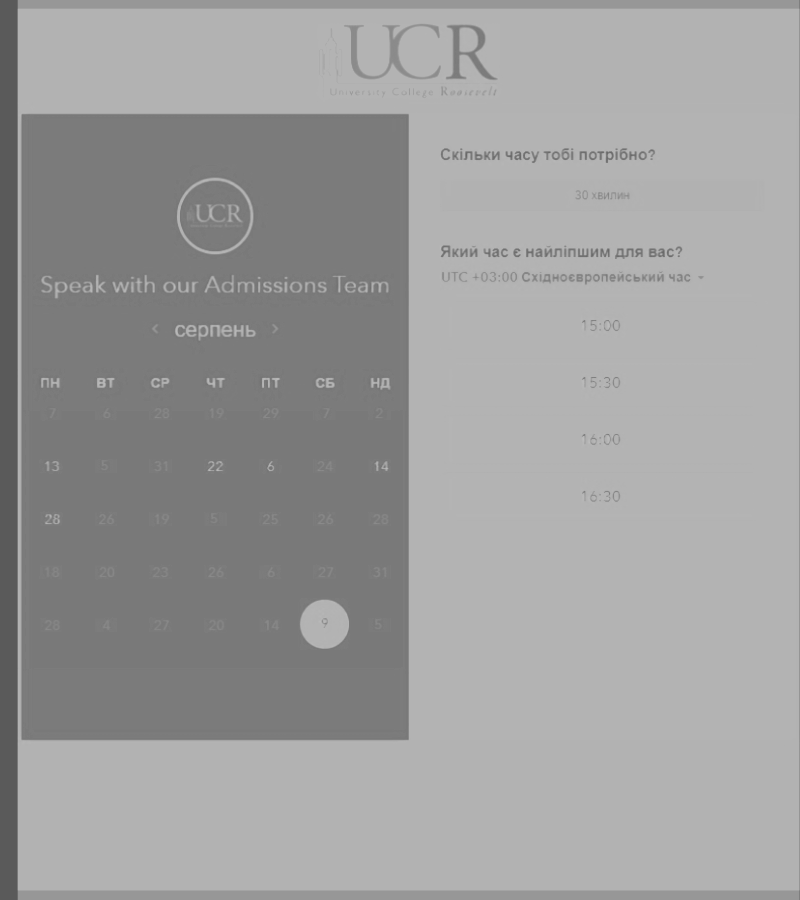 UCR
University College Roosevelt
UCR
Speak with our Admissions Team
‹ серпень ›
ПН ВТ СР ЧТ ПТ СБ НД
7 6 28 19 29 7 2
13 5 31 22 6 24 14
28 26 19 5 25 26 28
18 20 23 26 6 27 31
28 4 27 20 14 9 5
Скільки часу тобі потрібно?
30 хвилин
Який час є найліпшим для вас?
UTC +03:00 Східноєвропейський час
15:00
15:30
16:00
16:30